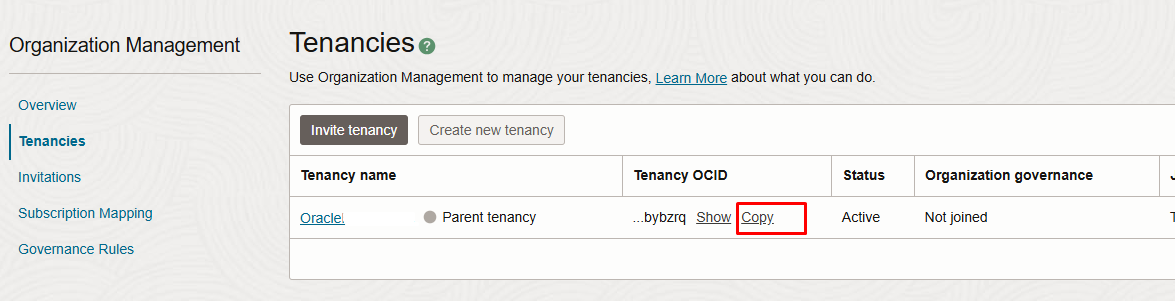 Organization Management
Overview
Tenancies
Invitations
Subscription Mapping
Governance Rules
Tenancies ?
Use Organization Management to manage your tenancies, Learn More about what you can do.
Invite tenancy Create new tenancy
Tenancy name Tenancy OCID Status Organization governance
Oracle Parent tenancy ...bybzrq Show Copy Active Not joined